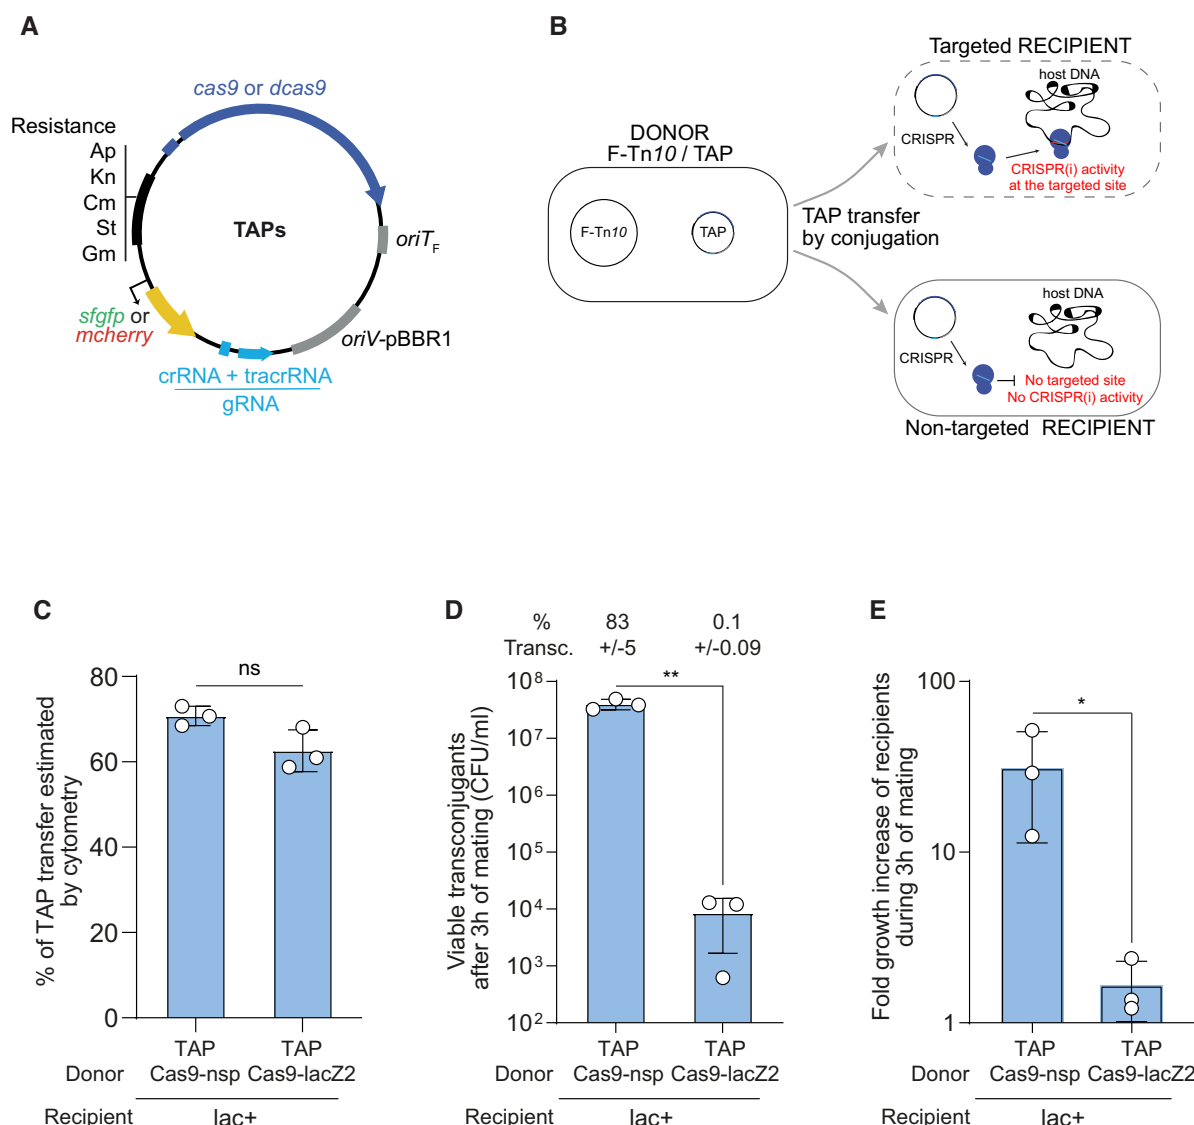 A
cas9 or dcas9
Resistance
Ap
Kn
Cm
St
Gm
TAPs
oriTF
sfgfp or
mcherry
oriV-pBBR1
crRNA + tracrRNA
gRNA
B
Targeted RECIPIENT
host DNA
CRISPR
CRISPR(i) activity
at the targeted site
DONOR
F-Tn10 / TAP
F-Tn10
TAP
TAP transfer
by conjugation
host DNA
CRISPR
No targeted site
No CRISPR(i) activity
Non-targeted RECIPIENT
C
% of TAP transfer estimated
by cytometry
80
60
40
20
0
ns
TAP
Cas9-nsp
TAP
Cas9-lacZ2
Donor
Recipient
lac+
D
% 83 0.1
Transc. +/-5 +/-0.09
Viable transconjugants
after 3h of mating (CFU/ml)
10⁸
10⁷
10⁶
10⁵
10⁴
10³
10²
**
TAP
Cas9-nsp
TAP
Cas9-lacZ2
Donor
Recipient
lac+
E
Fold growth increase of recipients
during 3h of mating
100
10
1
*
TAP
Cas9-nsp
TAP
Cas9-lacZ2
Donor
Recipient
lac+